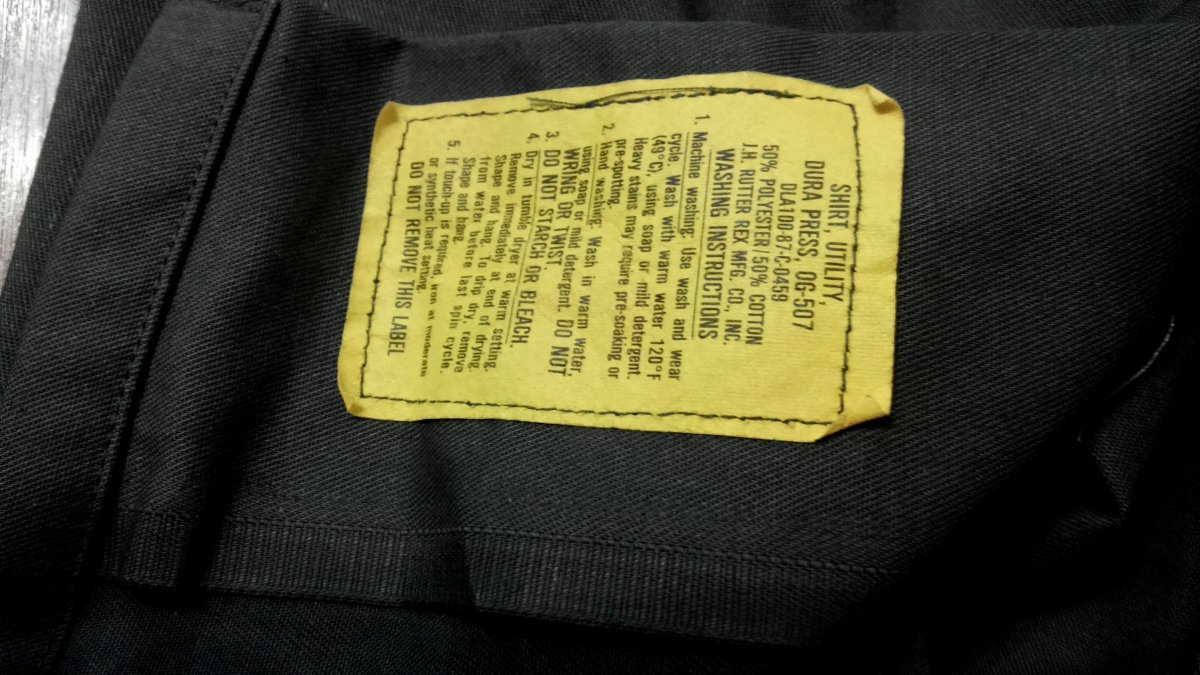 SHIRT, UTILITY,
DURA PRESS, OG-507
DLA100-87-C-0459
50% POLYESTER/50% COTTON
J.H. RUTTER REX MFG. CO., INC.
WASHING INSTRUCTIONS
1. Machine washing: Use wash and wear
cycle. Wash with warm water 120°F
(49°C), using soap or mild detergent.
Heavy stains may require pre-soaking or
pre-spotting.
2. Hand washing: Wash in warm water,
using soap or mild detergent. DO NOT
WRING OR TWIST.
3. DO NOT STARCH OR BLEACH.
4. Dry in tumble dryer at warm setting.
Remove immediately at end of drying.
Shape and hang. To drip dry, remove
from water before last spin cycle.
Shape and hang.
5. If touch-up is required, iron at moderate
or synthetic heat setting.
DO NOT REMOVE THIS LABEL